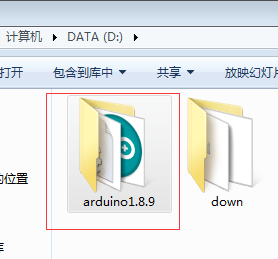 计算机 ▸ DATA (D:) ▸
打开 包含到库中 ▼ 共享 ▼ 放映幻灯片
的位置
arduino1.8.9 down
库